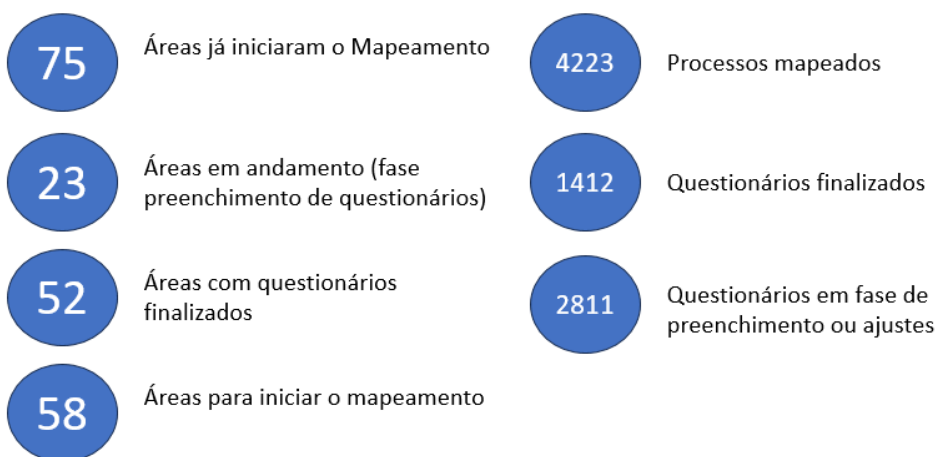 75
Áreas já iniciaram o Mapeamento
23
Áreas em andamento (fase
preenchimento de questionários)
52
Áreas com questionários
finalizados
58
Áreas para iniciar o mapeamento
4223
Processos mapeados
1412
Questionários finalizados
2811
Questionários em fase de
preenchimento ou ajustes